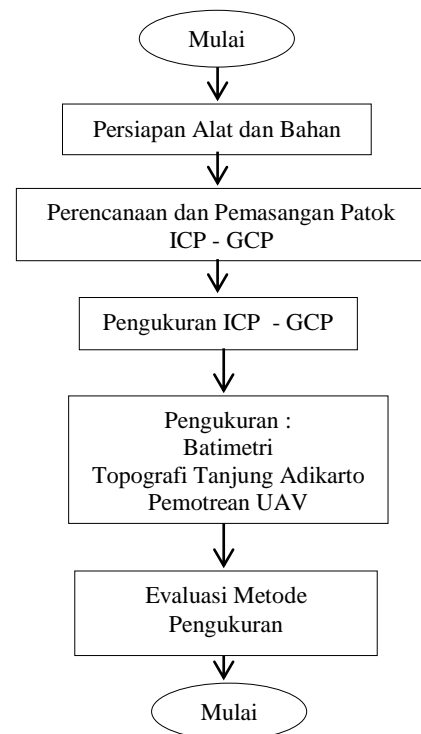 Mulai
Persiapan Alat dan Bahan
Perencanaan dan Pemasangan Patok
ICP - GCP
Pengukuran ICP - GCP
Pengukuran :
Batimetri
Topografi Tanjung Adikarto
Pemotrean UAV
Evaluasi Metode
Pengukuran
Mulai